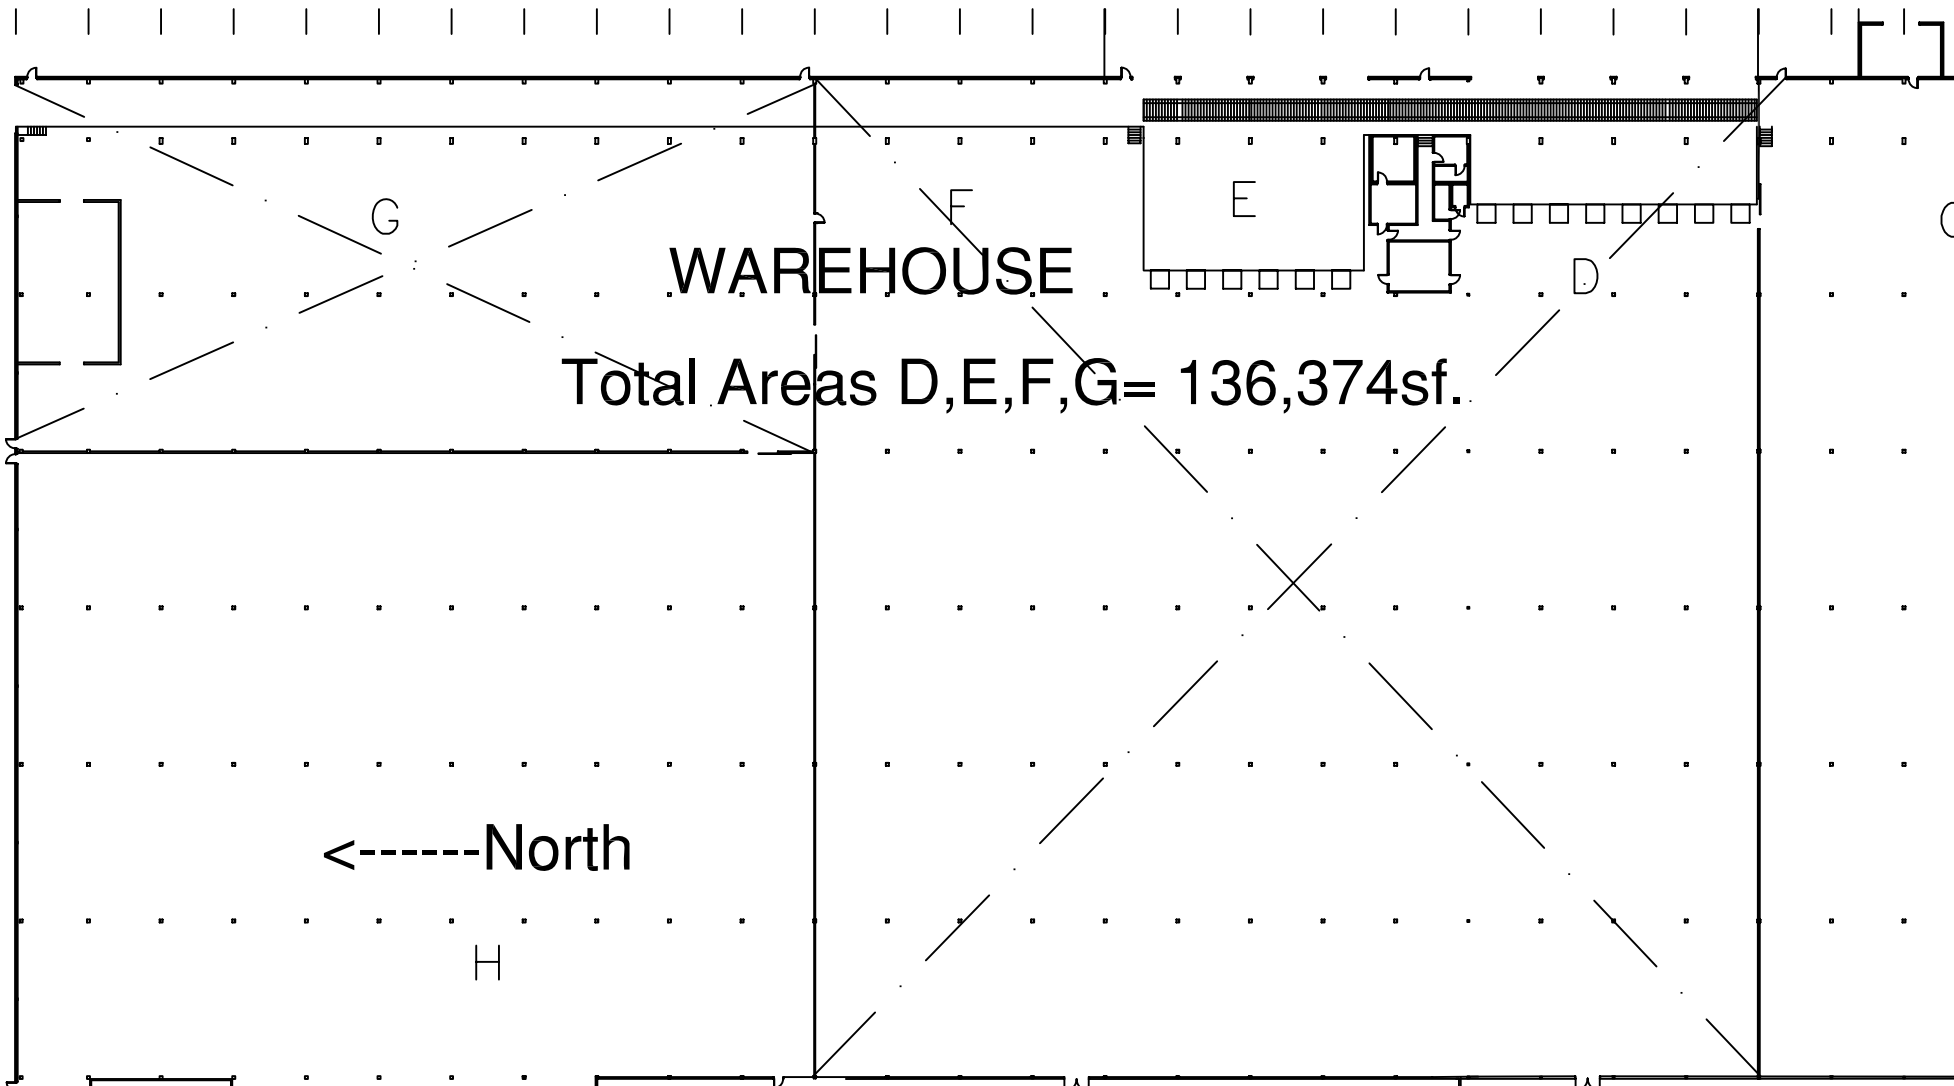 G
F
E
WAREHOUSE
D
Total Areas D,E,F,G= 136,374sf.
<------North
H